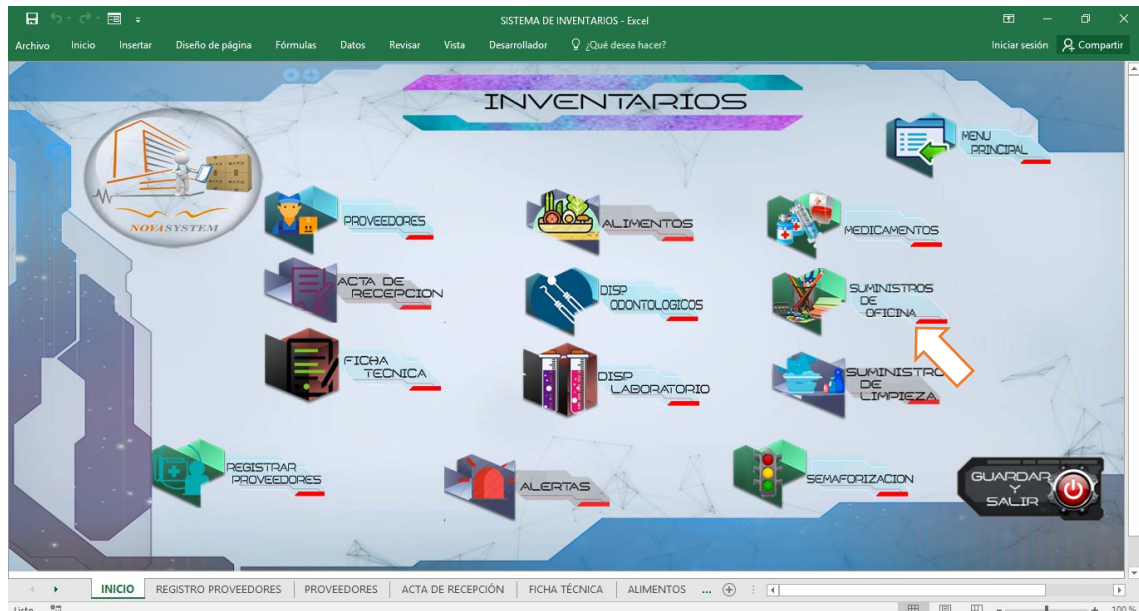 SISTEMA DE INVENTARIOS - Excel
Archivo Inicio Insertar Diseño de página Fórmulas Datos Revisar Vista Desarrollador ¿Qué desea hacer? Iniciar sesión Compartir
INVENTARIOS
MENU
PRINCIPAL
NOVASYSTEM
PROVEEDORES
ALIMENTOS
MEDICAMENTOS
ACTA DE
RECEPCION
DISP
ODONTOLOGICOS
SUMINISTROS
DE
OFICINA
FICHA
TECNICA
DISP
LABORATORIO
SUMINISTRO
DE
LIMPIEZA
REGISTRAR
PROVEEDORES
ALERTAS
SEMAFORIZACION
GUARDAR
Y
SALIR
INICIO REGISTRO PROVEEDORES PROVEEDORES ACTA DE RECEPCIÓN FICHA TÉCNICA ALIMENTOS ...
Listo 100 %